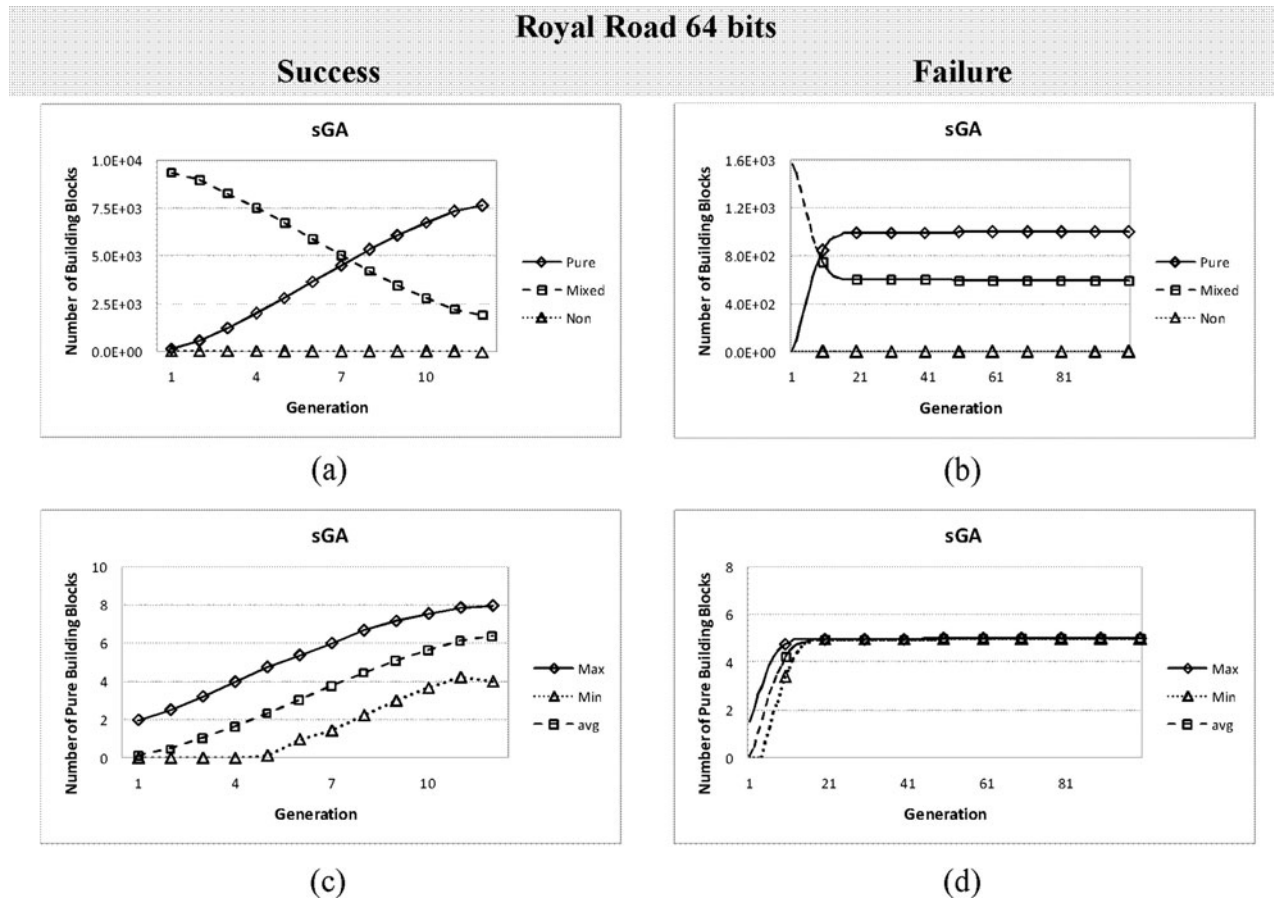 Royal Road 64 bits
Success
Failure
sGA
Number of Building Blocks
1.0E+04
7.5E+03
5.0E+03
2.5E+03
0.0E+00
1 4 7 10
Generation
Pure
Mixed
Non
(a)
sGA
Number of Building Blocks
1.6E+03
1.2E+03
8.0E+02
4.0E+02
0.0E+00
1 21 41 61 81
Generation
Pure
Mixed
Non
(b)
sGA
Number of Pure Building Blocks
10
8
6
4
2
0
1 4 7 10
Generation
Max
Min
avg
(c)
sGA
Number of Pure Building Blocks
8
6
4
2
0
1 21 41 61 81
Generation
Max
Min
avg
(d)